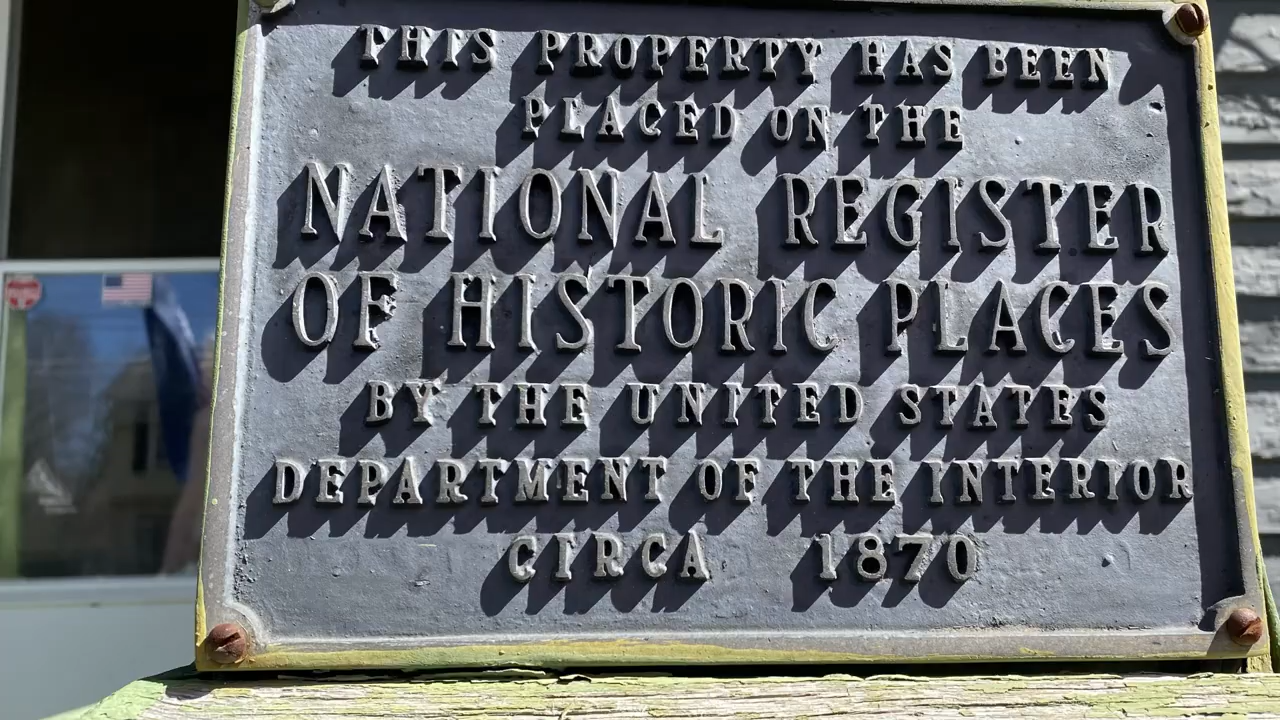 THIS PROPERTY HAS BEEN
PLACED ON THE
NATIONAL REGISTER
OF HISTORIC PLACES
BY THE UNITED STATES
DEPARTMENT OF THE INTERIOR
CIRCA 1870